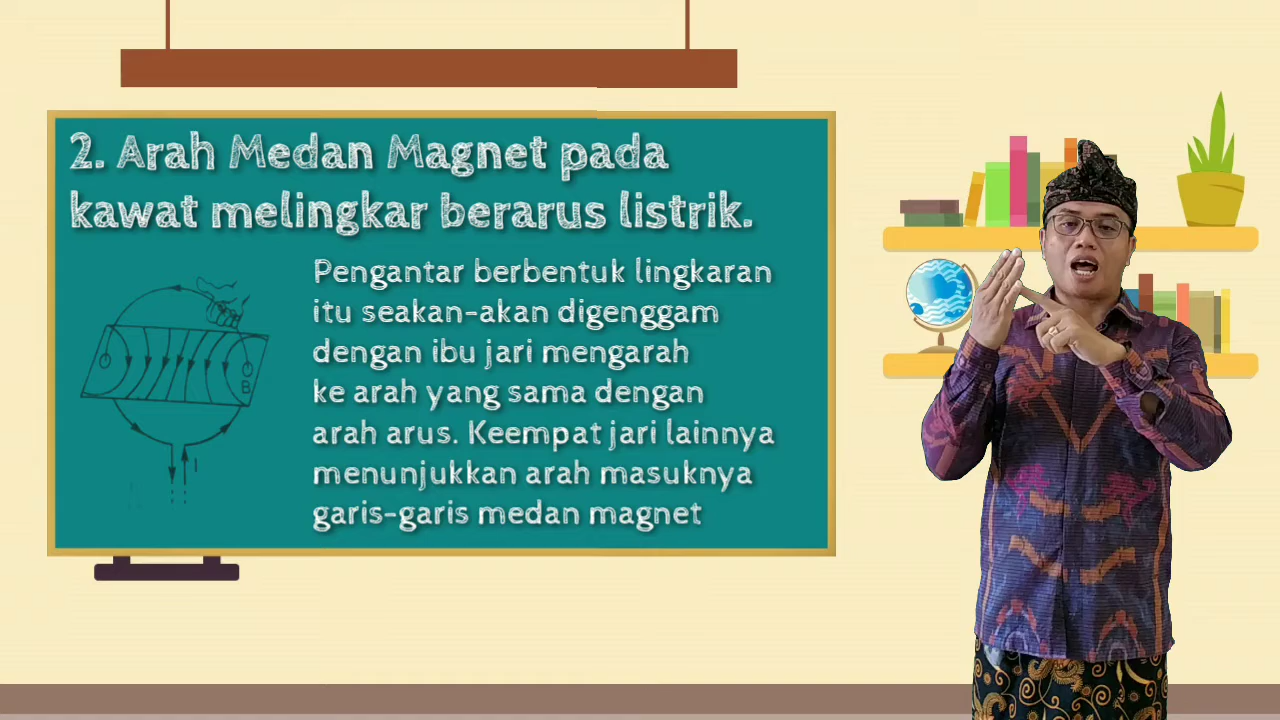 2. Arah Medan Magnet pada
kawat melingkar berarus listrik.
Pengantar berbentuk lingkaran
itu seakan-akan digenggam
dengan ibu jari mengarah
ke arah yang sama dengan
arah arus. Keempat jari lainnya
menunjukkan arah masuknya
garis-garis medan magnet
B
I